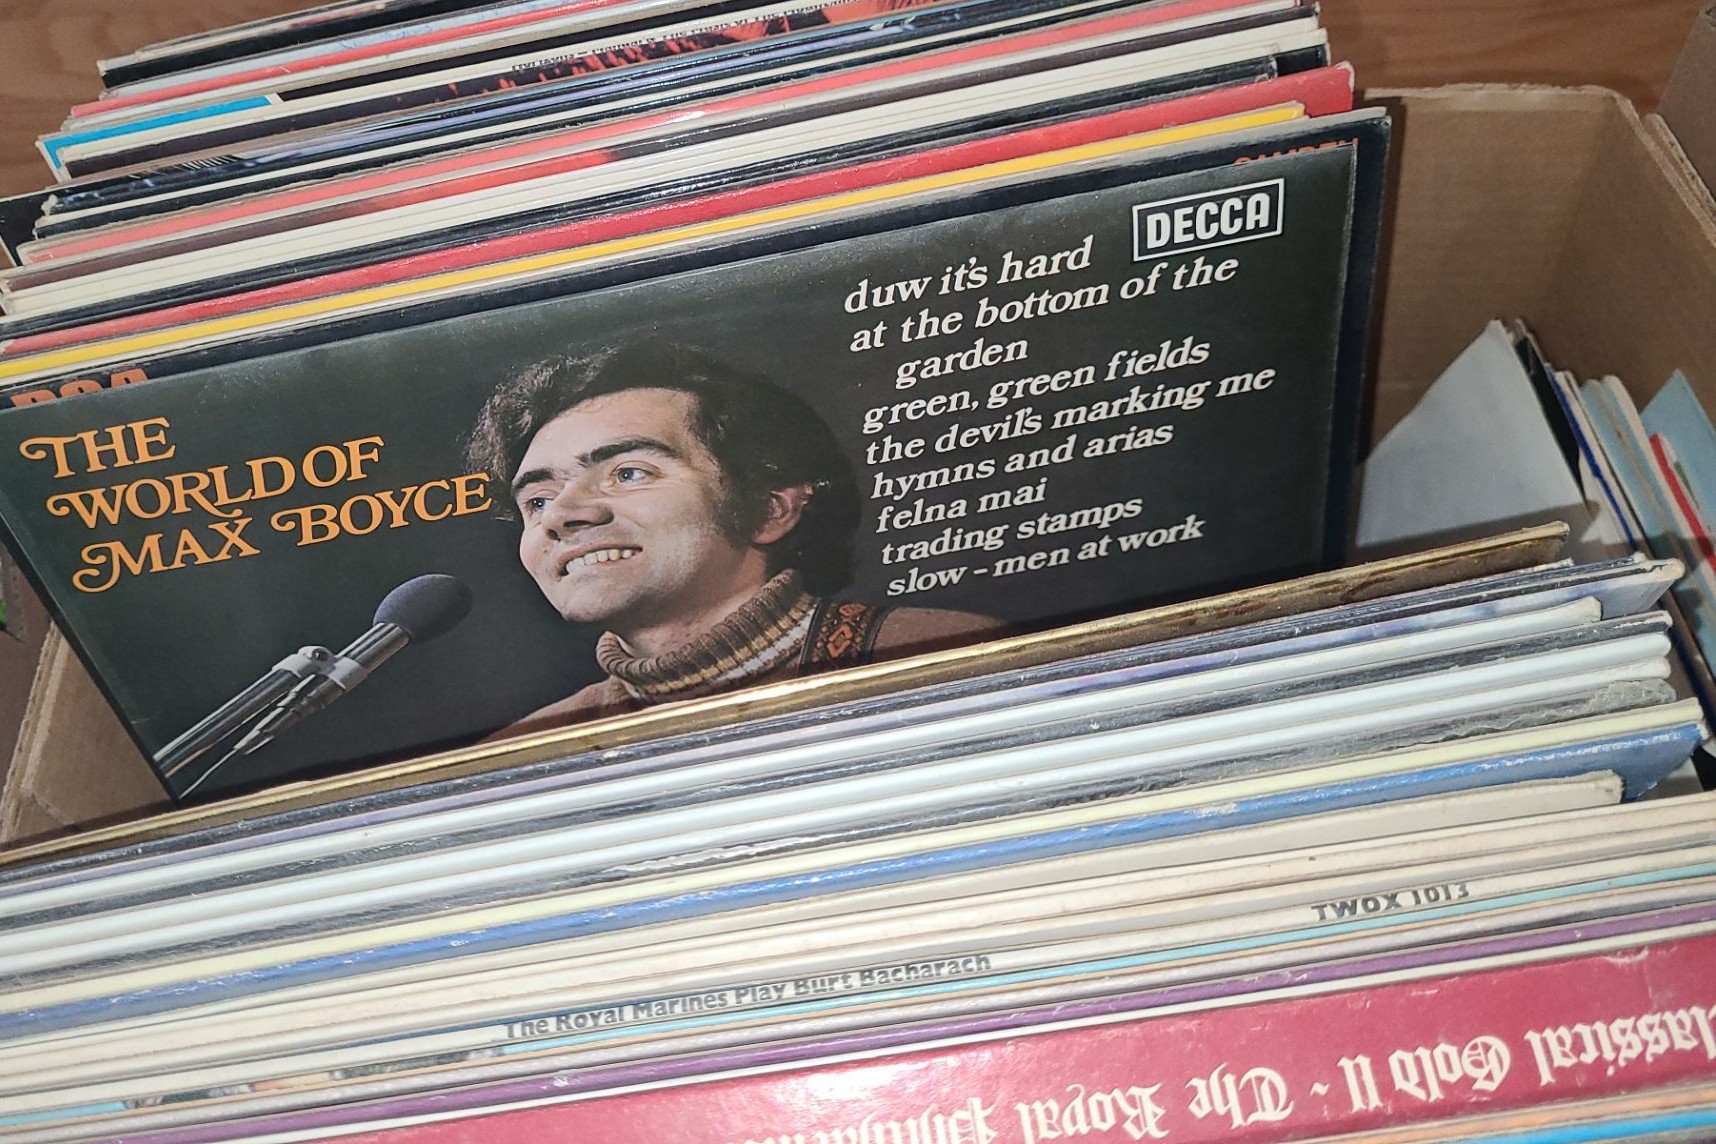 CAMDEN
RCA
DECCA
THE
WORLD OF
MAX BOYCE
duw it's hard
at the bottom of the
garden
green, green fields
the devil's marking me
hymns and arias
felna mai
trading stamps
slow - men at work
The Royal Marines Play Burt Bacharach TWOX 1013
Classical Gold II - The Royal